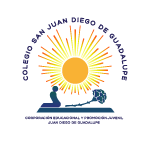 COLEGIO SAN JUAN DIEGO DE GUADALUPE
CORPORACIÓN EDUCACIONAL Y PROMOCIÓN JUVENIL
JUAN DIEGO DE GUADALUPE